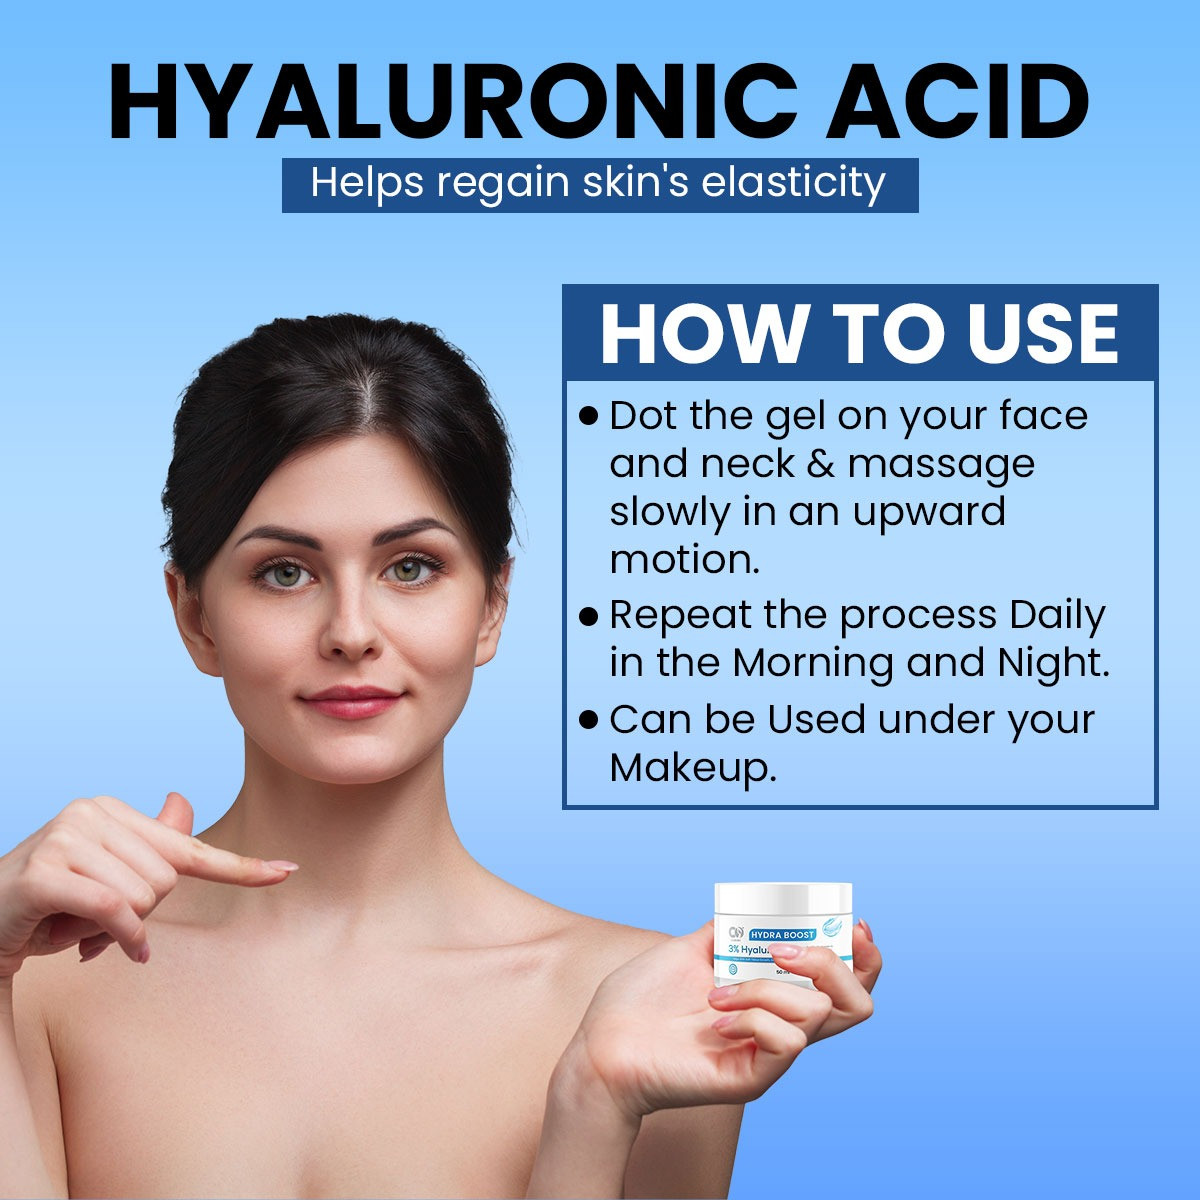 HYALURONIC ACID
Helps regain skin's elasticity
HOW TO USE
• Dot the gel on your face
and neck & massage
slowly in an upward
motion.
• Repeat the process Daily
in the Morning and Night.
• Can be Used under your
Makeup.
HYDRA BOOST
3%